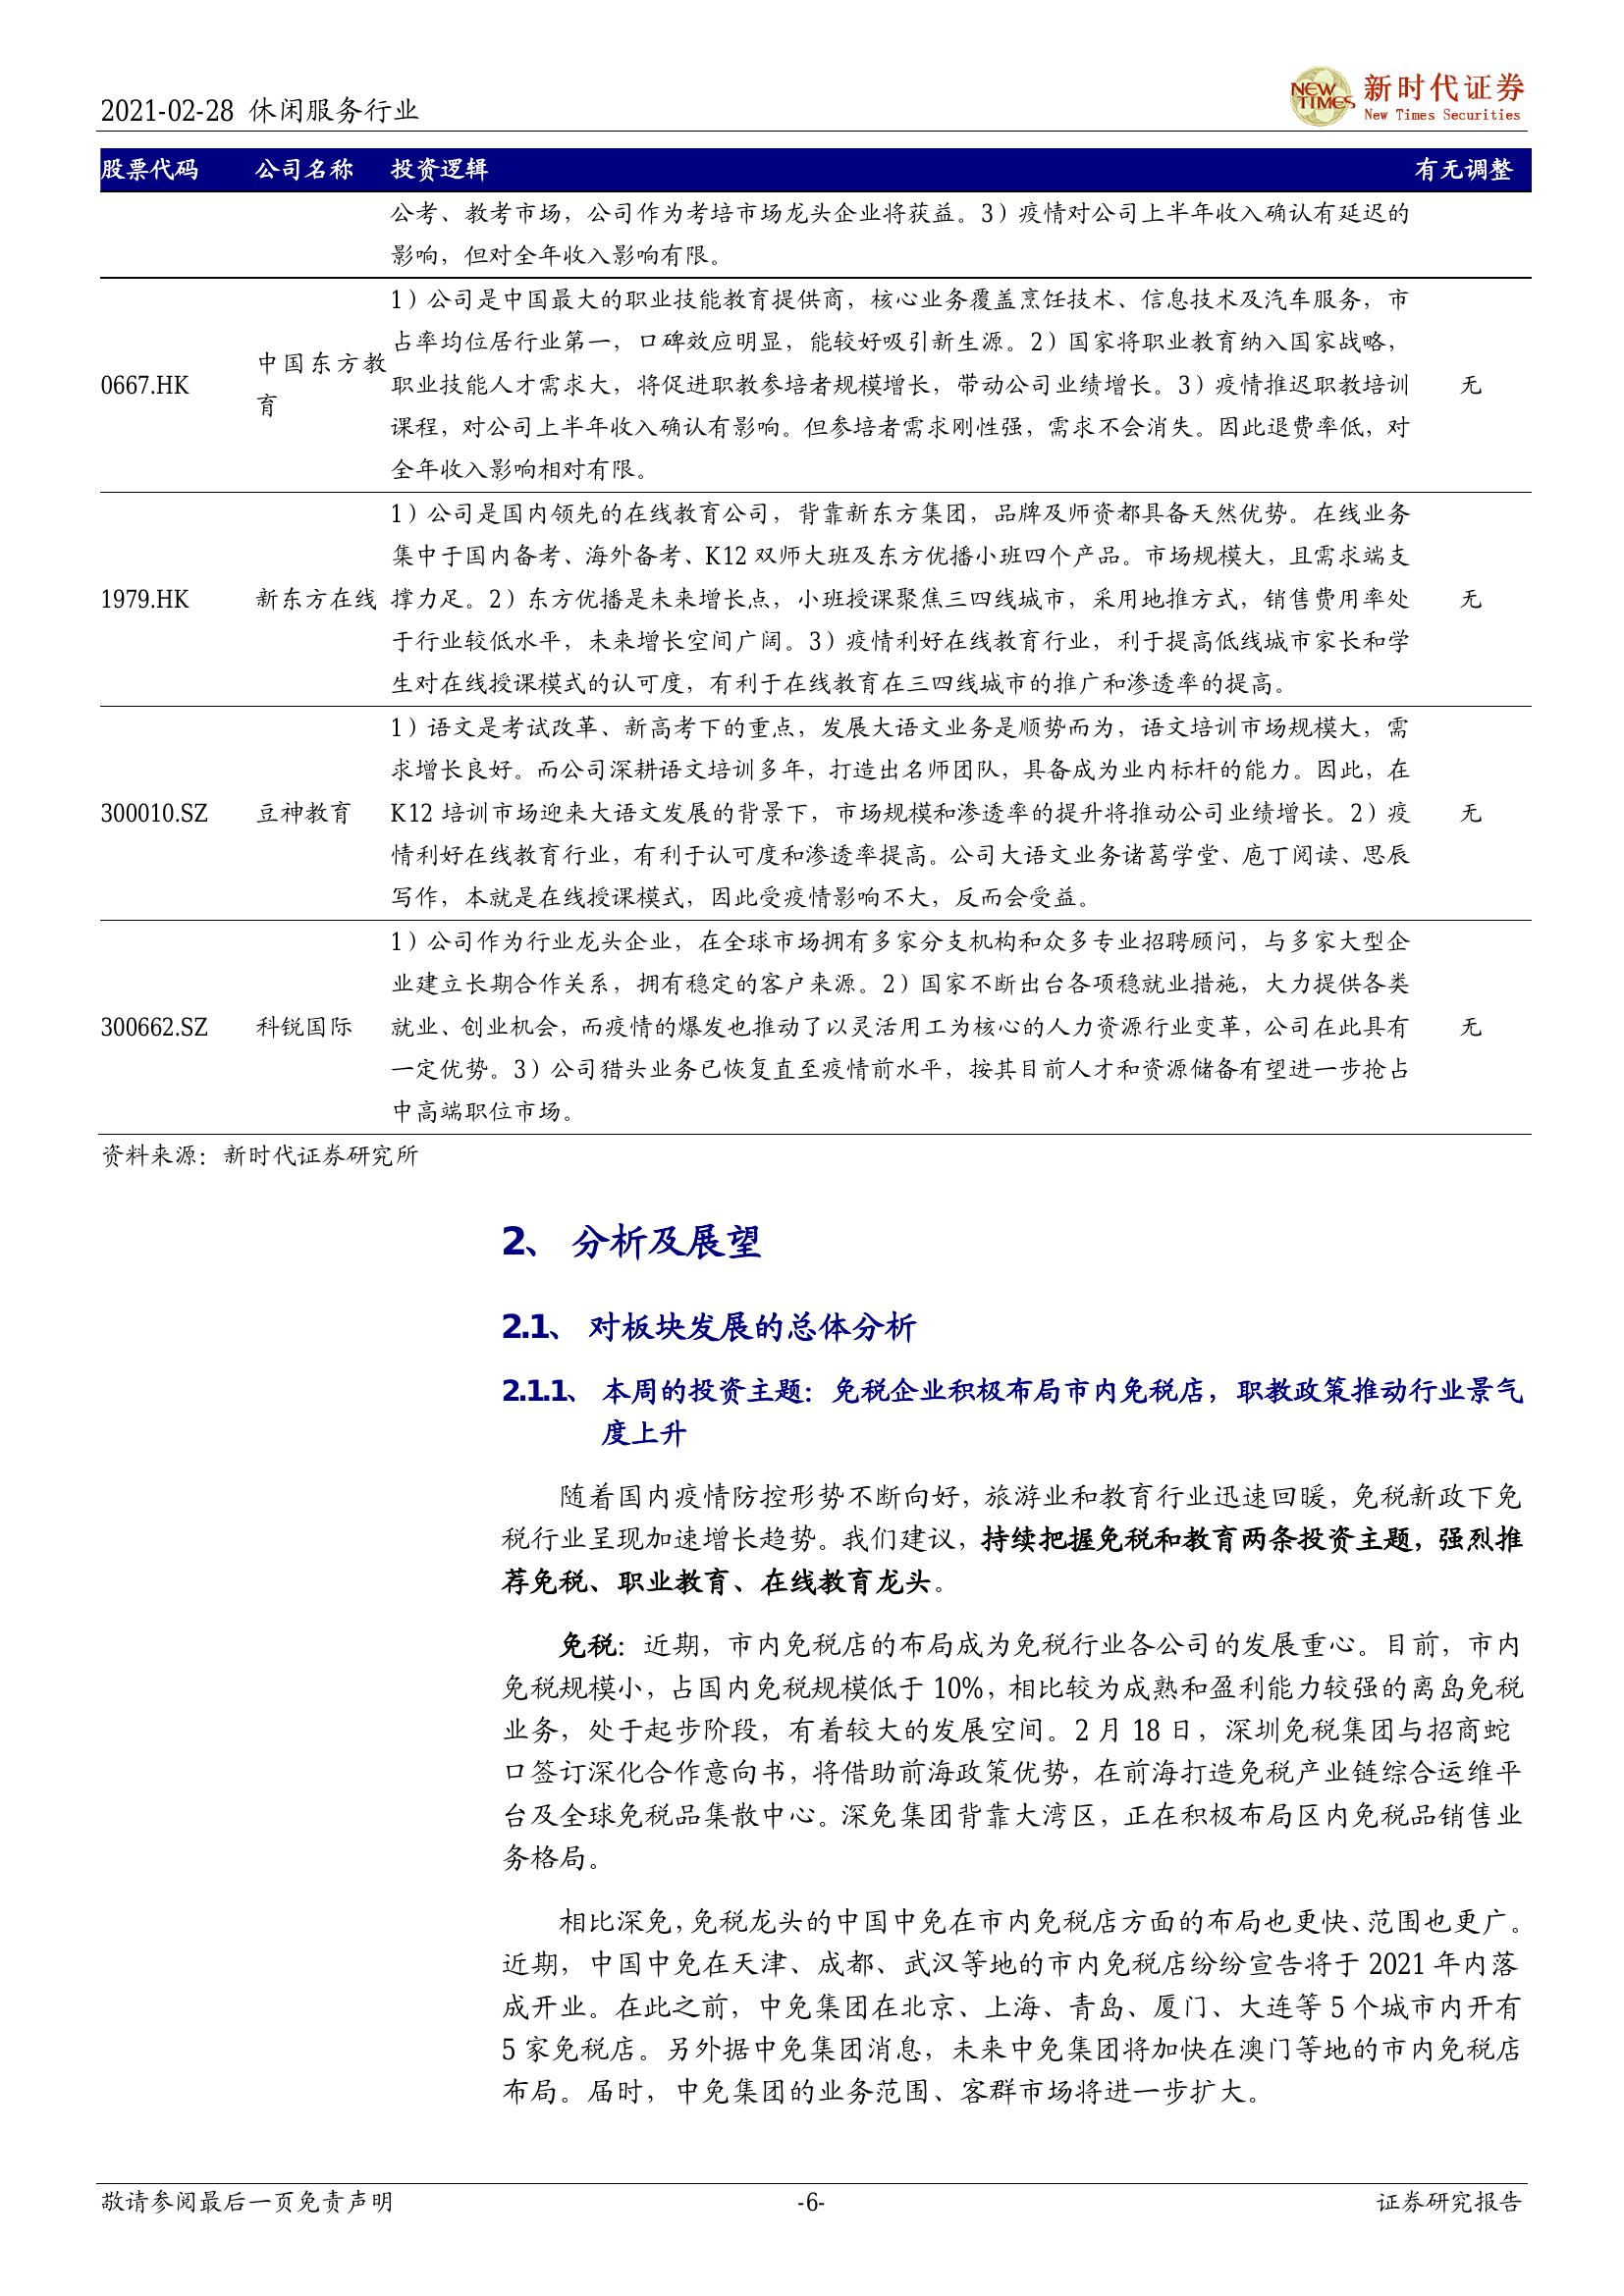 2021-02-28 休闲服务行业
NEW TIMES 新时代证券
New Times Securities
股票代码 公司名称 投资逻辑 有无调整
公考、教考市场，公司作为考培市场龙头企业将获益。3）疫情对公司上半年收入确认有延迟的
影响，但对全年收入影响有限。
0667.HK 中国东方教育 1）公司是中国最大的职业技能教育提供商，核心业务覆盖烹饪技术、信息技术及汽车服务，市
占率均位居行业第一，口碑效应明显，能较好吸引新生源。2）国家将职业教育纳入国家战略，
职业技能人才需求大，将促进职教参培者规模增长，带动公司业绩增长。3）疫情推迟职教培训 无
课程，对公司上半年收入确认有影响。但参培者需求刚性强，需求不会消失。因此退费率低，对
全年收入影响相对有限。
1）公司是国内领先的在线教育公司，背靠新东方集团，品牌及师资都具备天然优势。在线业务
集中于国内备考、海外备考、K12 双师大班及东方优播小班四个产品。市场规模大，且需求端支
1979.HK 新东方在线 撑力足。2）东方优播是未来增长点，小班授课聚焦三四线城市，采用地推方式，销售费用率处 无
于行业较低水平，未来增长空间广阔。3）疫情利好在线教育行业，利于提高低线城市家长和学
生对在线授课模式的认可度，有利于在线教育在三四线城市的推广和渗透率的提高。
1）语文是考试改革、新高考下的重点，发展大语文业务是顺势而为，语文培训市场规模大，需
求增长良好。而公司深耕语文培训多年，打造出名师团队，具备成为业内标杆的能力。因此，在
300010.SZ 豆神教育 K12 培训市场迎来大语文发展的背景下，市场规模和渗透率的提升将推动公司业绩增长。2）疫 无
情利好在线教育行业，有利于认可度和渗透率提高。公司大语文业务诸葛学堂、庖丁阅读、思辰
写作，本就是在线授课模式，因此受疫情影响不大，反而会受益。
1）公司作为行业龙头企业，在全球市场拥有多家分支机构和众多专业招聘顾问，与多家大型企
业建立长期合作关系，拥有稳定的客户来源。2）国家不断出台各项稳就业措施，大力提供各类
300662.SZ 科锐国际 就业、创业机会，而疫情的爆发也推动了以灵活用工为核心的人力资源行业变革，公司在此具有 无
一定优势。3）公司猎头业务已恢复直至疫情前水平，按其目前人才和资源储备有望进一步抢占
中高端职位市场。
资料来源：新时代证券研究所
2、 分析及展望
2.1、 对板块发展的总体分析
2.1.1、 本周的投资主题：免税企业积极布局市内免税店，职教政策推动行业景气
度上升
随着国内疫情防控形势不断向好，旅游业和教育行业迅速回暖，免税新政下免
税行业呈现加速增长趋势。我们建议，持续把握免税和教育两条投资主题，强烈推
荐免税、职业教育、在线教育龙头。
免税：近期，市内免税店的布局成为免税行业各公司的发展重心。目前，市内
免税规模小，占国内免税规模低于 10%，相比较为成熟和盈利能力较强的离岛免税
业务，处于起步阶段，有着较大的发展空间。2 月 18 日，深圳免税集团与招商蛇
口签订深化合作意向书，将借助前海政策优势，在前海打造免税产业链综合运维平
台及全球免税品集散中心。深免集团背靠大湾区，正在积极布局区内免税品销售业
务格局。
相比深免，免税龙头的中国中免在市内免税店方面的布局也更快、范围也更广。
近期，中国中免在天津、成都、武汉等地的市内免税店纷纷宣告将于 2021 年内落
成开业。在此之前，中免集团在北京、上海、青岛、厦门、大连等 5 个城市内开有
5 家免税店。另外据中免集团消息，未来中免集团将加快在澳门等地的市内免税店
布局。届时，中免集团的业务范围、客群市场将进一步扩大。
敬请参阅最后一页免责声明 -6- 证券研究报告